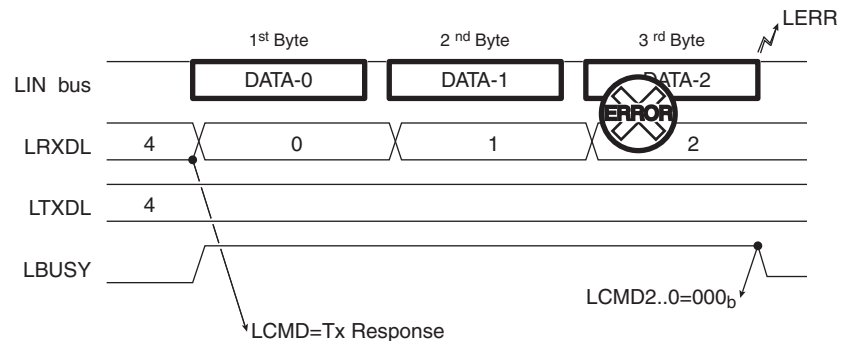 LERR
1st Byte 2 nd Byte 3 rd Byte
LIN bus DATA-0 DATA-1 DATA-2
ERROR
LRXDL 4 0 1 2
LTXDL 4
LBUSY
LCMD2..0=000b
LCMD=Tx Response